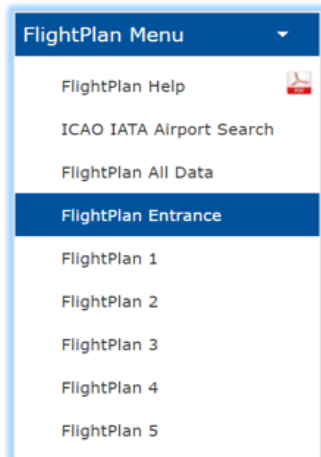 FlightPlan Menu
FlightPlan Help
PDF
ICAO IATA Airport Search
FlightPlan All Data
FlightPlan Entrance
FlightPlan 1
FlightPlan 2
FlightPlan 3
FlightPlan 4
FlightPlan 5